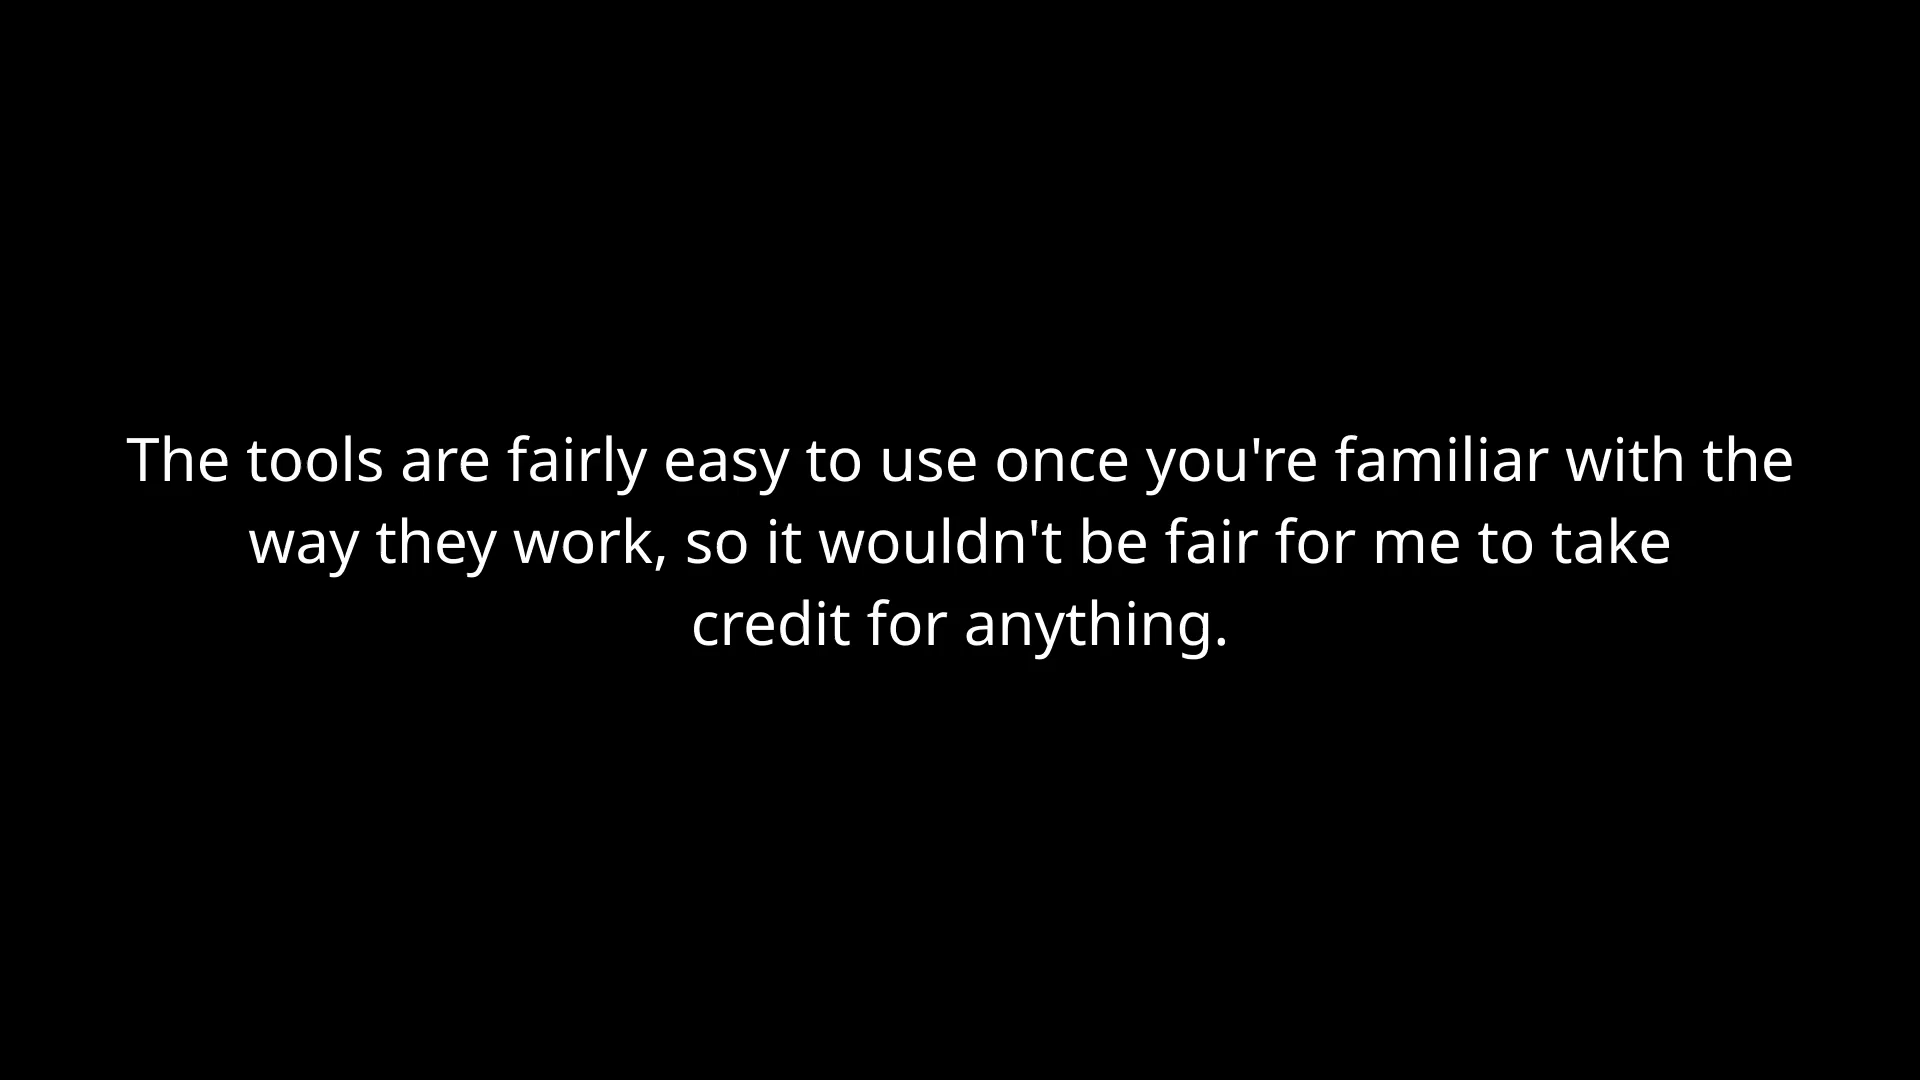 The tools are fairly easy to use once you're familiar with the
way they work, so it wouldn't be fair for me to take
credit for anything.